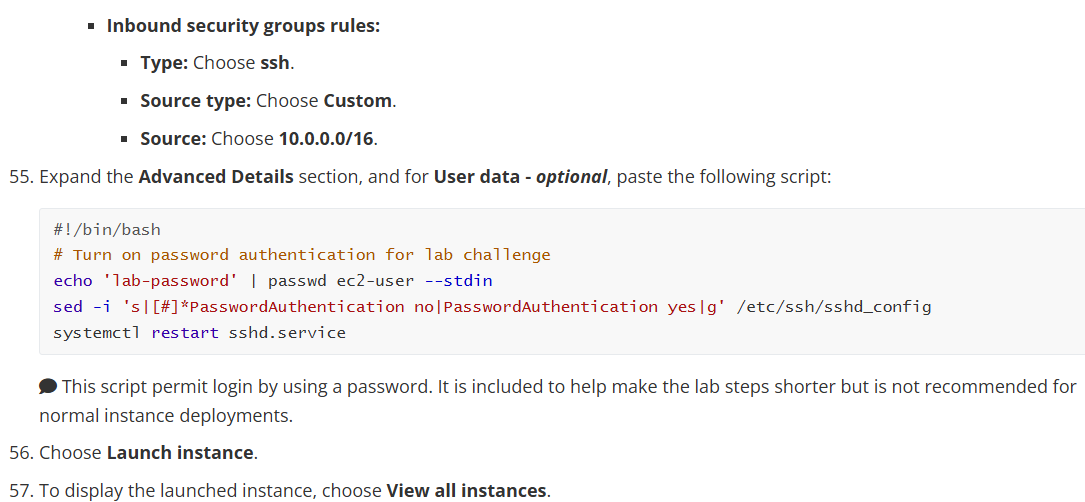 ▪ Inbound security groups rules:
▪ Type: Choose ssh.
▪ Source type: Choose Custom.
▪ Source: Choose 10.0.0.0/16.
55. Expand the Advanced Details section, and for User data - optional, paste the following script:
#!/bin/bash
# Turn on password authentication for lab challenge
echo 'lab-password' | passwd ec2-user --stdin
sed -i 's|[#]*PasswordAuthentication no|PasswordAuthentication yes|g' /etc/ssh/sshd_config
systemctl restart sshd.service
This script permit login by using a password. It is included to help make the lab steps shorter but is not recommended for
normal instance deployments.
56. Choose Launch instance.
57. To display the launched instance, choose View all instances.